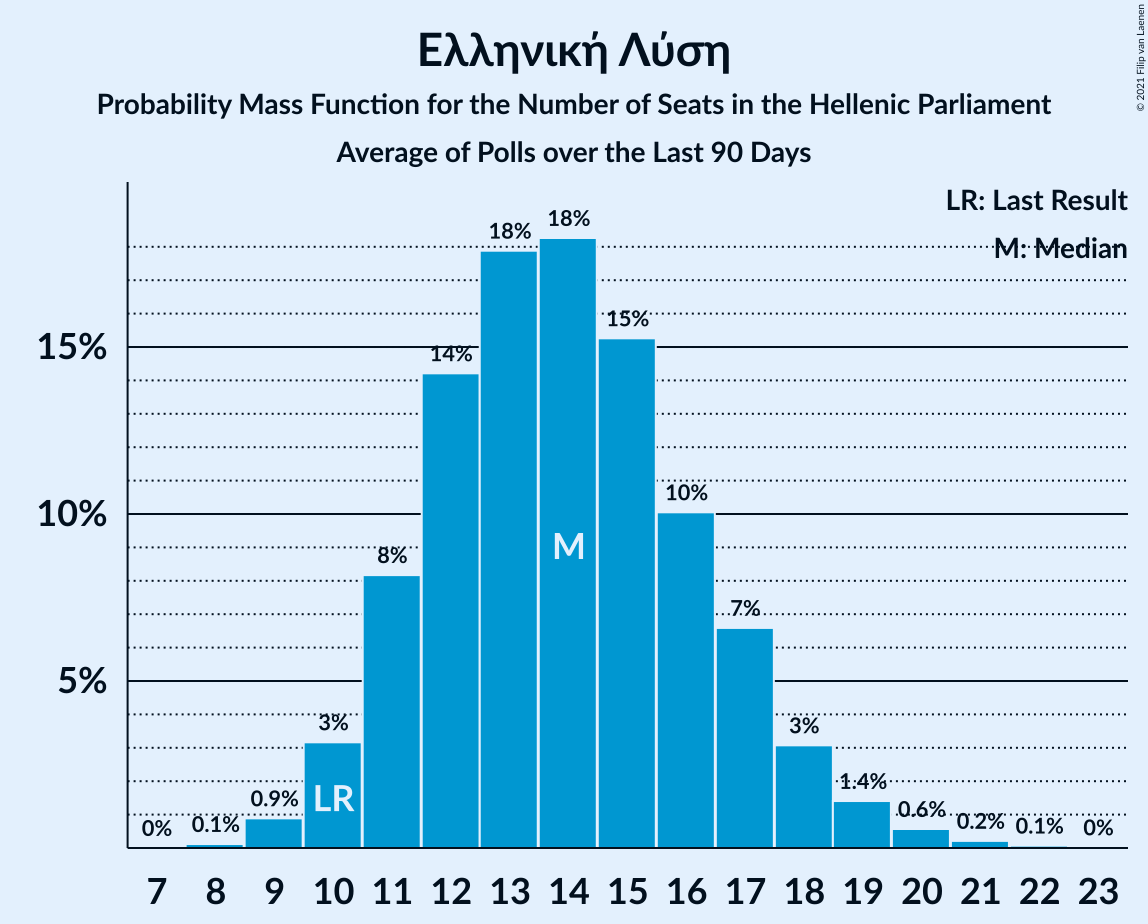 Ελληνική Λύση
Probability Mass Function for the Number of Seats in the Hellenic Parliament
Average of Polls over the Last 90 Days
© 2021 Filip van Laenen
LR: Last Result
M: Median
15%
10%
5%
0%
0.1%
0.9%
3%
8%
14%
18%
18%
15%
10%
7%
3%
1.4%
0.6%
0.2%
0.1%
0%
LR
M
7 8 9 10 11 12 13 14 15 16 17 18 19 20 21 22 23